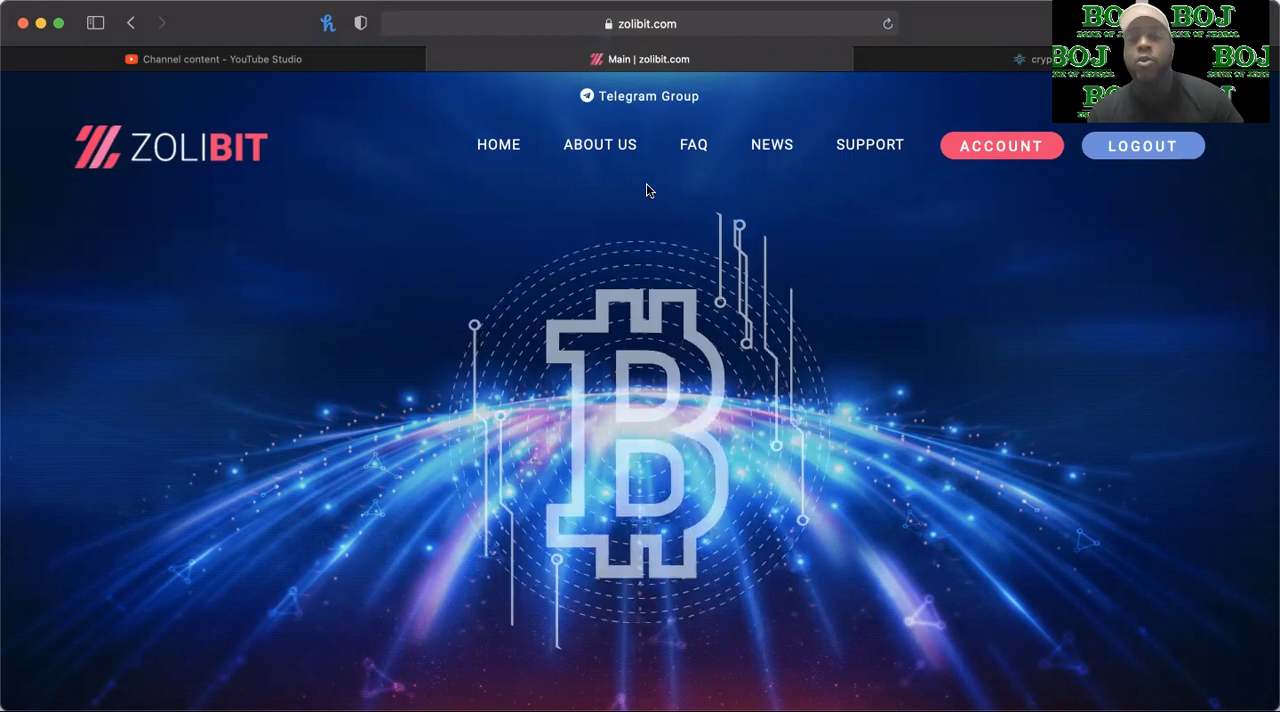 zolibit.com
Channel content - YouTube Studio
Main | zolibit.com
cryp
Telegram Group
ZOLIBIT
HOME
ABOUT US
FAQ
NEWS
SUPPORT
ACCOUNT
LOGOUT
BOJ
BOJ
BOJ